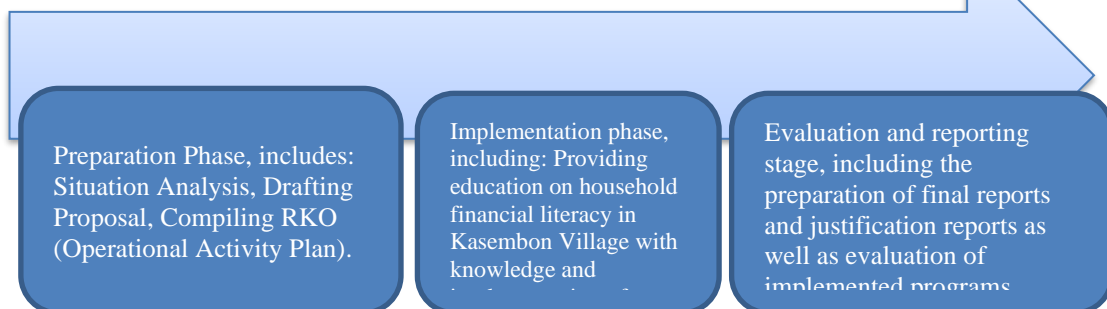 Preparation Phase, includes:
Situation Analysis, Drafting
Proposal, Compiling RKO
(Operational Activity Plan).
Implementation phase,
including: Providing
education on household
financial literacy in
Kasembon Village with
knowledge and
Evaluation and reporting
stage, including the
preparation of final reports
and justification reports as
well as evaluation of
implemented programs